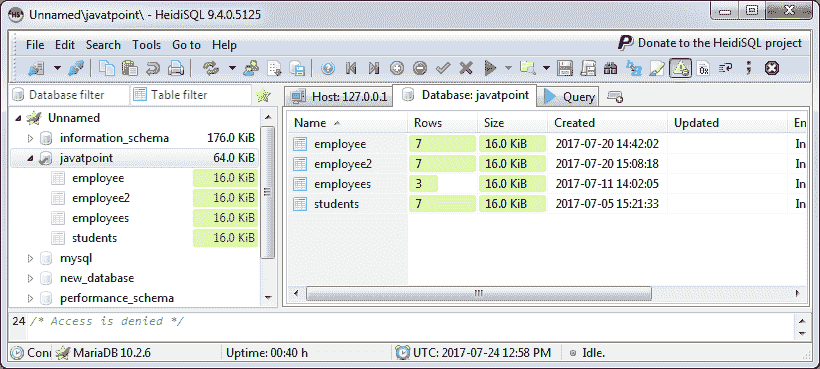 Unnamed\javatpoint\ - HeidiSQL 9.4.0.5125
File Edit Search Tools Go to Help Donate to the HeidiSQL project
Database filter Table filter Host: 127.0.0.1 Database: javatpoint Query
Unnamed
information_schema 176.0 KiB
javatpoint 64.0 KiB
employee 16.0 KiB
employee2 16.0 KiB
employees 16.0 KiB
students 16.0 KiB
mysql
new_database
performance_schema
Name Rows Size Created Updated En
employee 7 16.0 KiB 2017-07-20 14:42:02 In
employee2 7 16.0 KiB 2017-07-20 15:08:18 In
employees 3 16.0 KiB 2017-07-11 14:02:05 In
students 7 16.0 KiB 2017-07-05 15:21:33 In
24 /* Access is denied */
Conn MariaDB 10.2.6 Uptime: 00:40 h UTC: 2017-07-24 12:58 PM Idle.